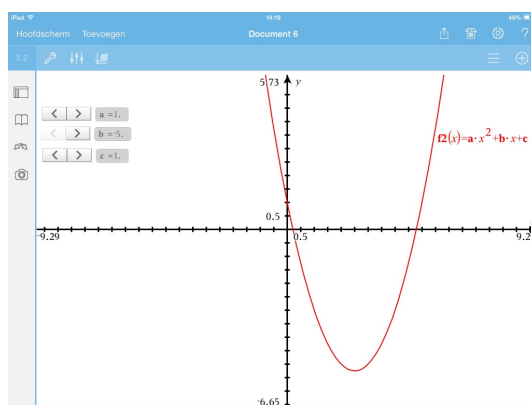 iPad 14:19 49%
Hoofdscherm Toevoegen Document 6 ?
2.2
5.73 y
a =1.
b =-5.
f2(x)=a·x²+b·x+c
c =1.
0.5
-9.29 0.5 9.2
-6.65